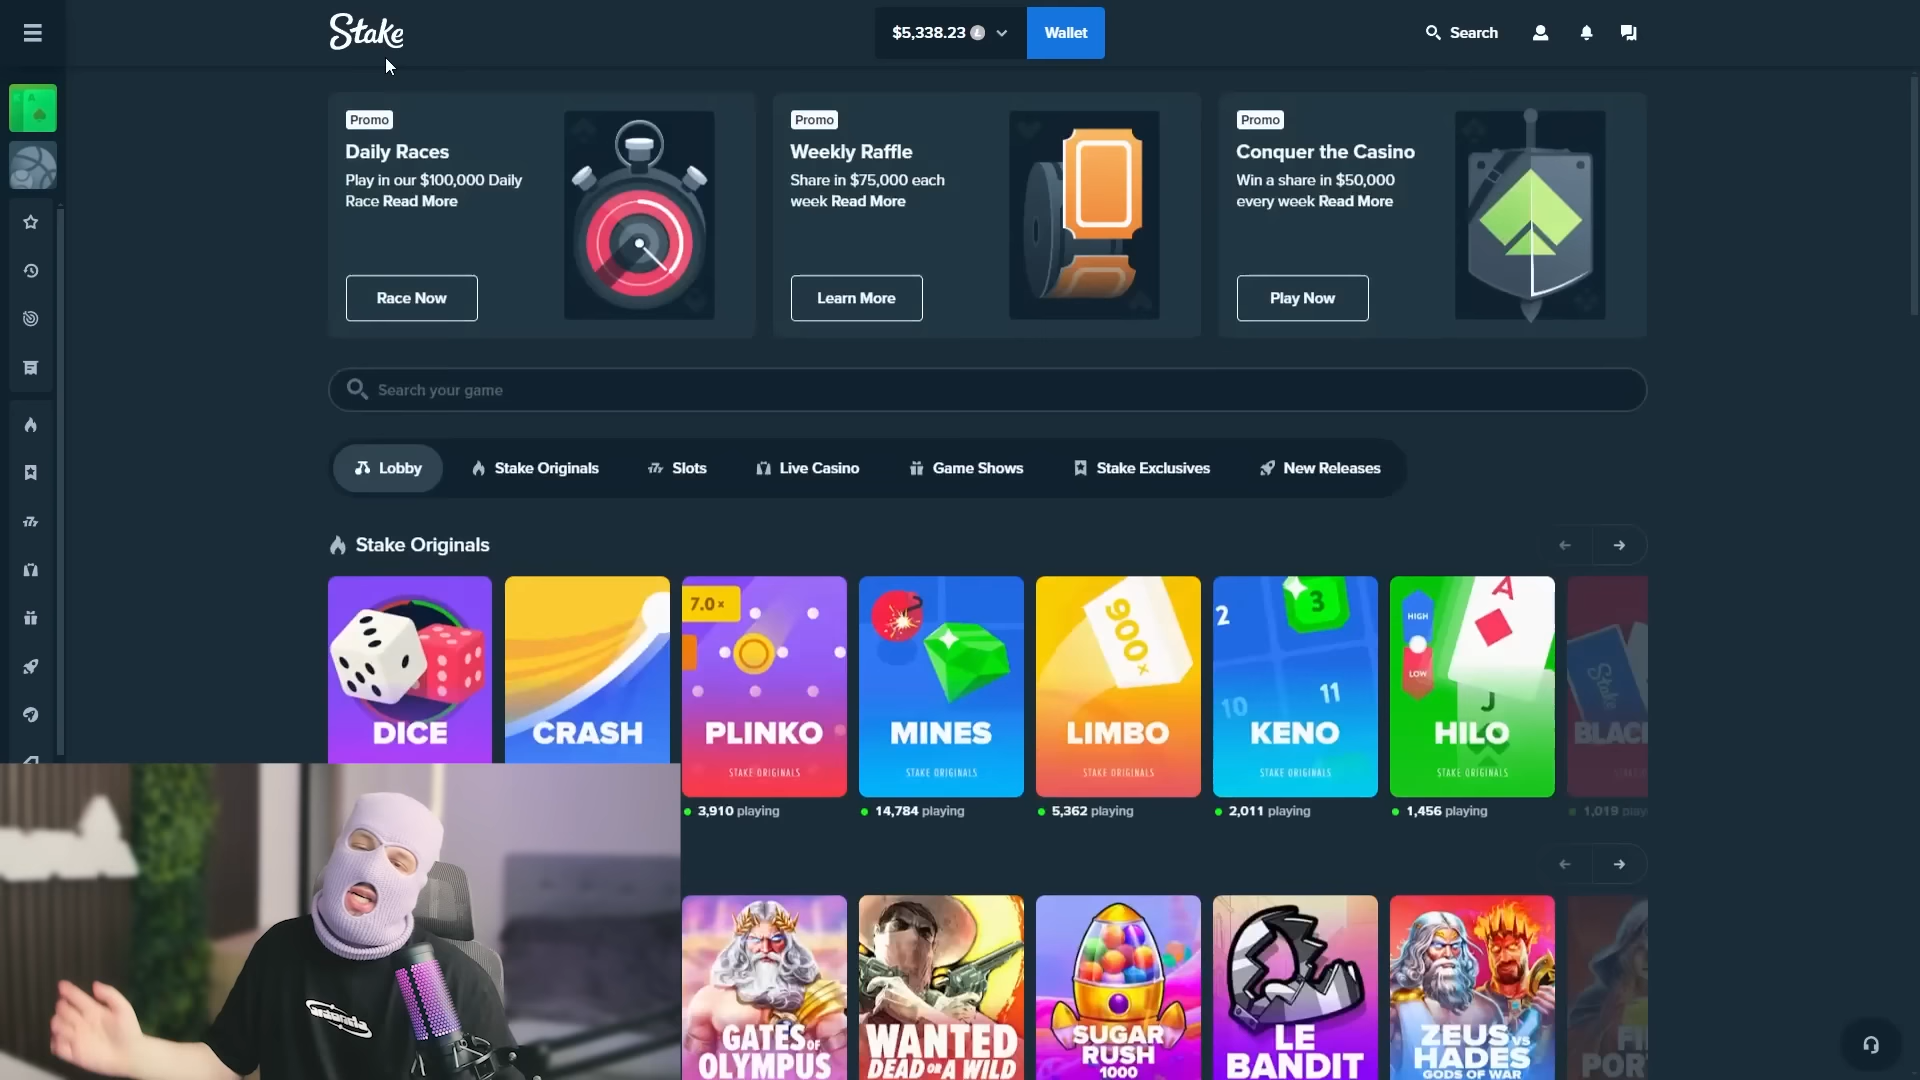 Stake
$5,338.23
Wallet
Search
Promo
Daily Races
Play in our $100,000 Daily
Race Read More
Race Now
Promo
Weekly Raffle
Share in $75,000 each
week Read More
Learn More
Promo
Conquer the Casino
Win a share in $50,000
every week Read More
Play Now
Search your game
Lobby
Stake Originals
Slots
Live Casino
Game Shows
Stake Exclusives
New Releases
Stake Originals
DICE
CRASH
7.0×
PLINKO
STAKE ORIGINALS
MINES
STAKE ORIGINALS
900×
LIMBO
STAKE ORIGINALS
2
3
10
11
KENO
STAKE ORIGINALS
HIGH
LOW
A
J
HILO
STAKE ORIGINALS
Stake
BLAC
3,910 playing
14,784 playing
5,362 playing
2,011 playing
1,456 playing
1,019 play
GATES OF
OLYMPUS
WANTED
DEAD OR A WILD
SUGAR
RUSH
1000
LE
BANDIT
ZEUS VS
HADES
GODS OF WAR
POR